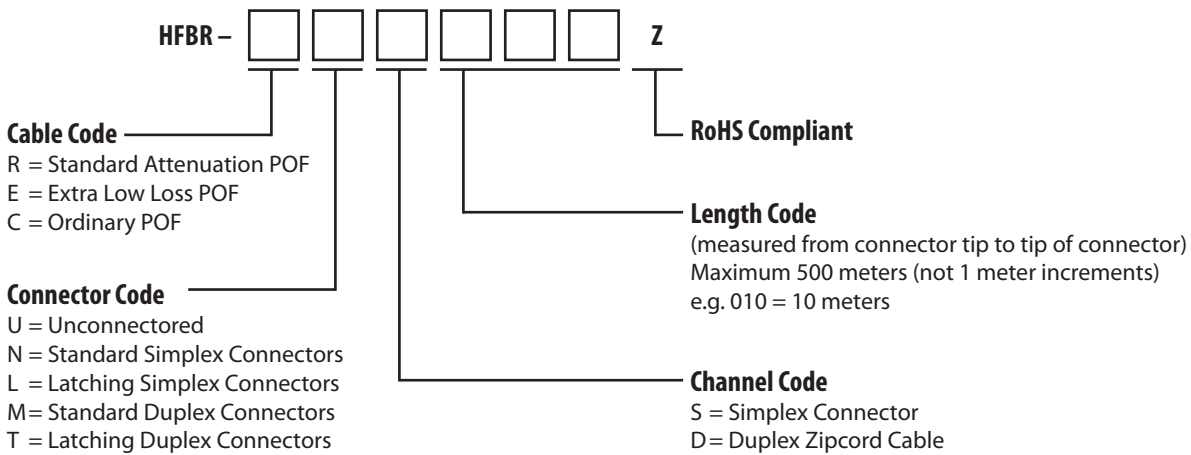 HFBR – Z
Cable Code
R = Standard Attenuation POF
E = Extra Low Loss POF
C = Ordinary POF
Connector Code
U = Unconnectored
N = Standard Simplex Connectors
L = Latching Simplex Connectors
M= Standard Duplex Connectors
T = Latching Duplex Connectors
RoHS Compliant
Length Code
(measured from connector tip to tip of connector)
Maximum 500 meters (not 1 meter increments)
e.g. 010 = 10 meters
Channel Code
S = Simplex Connector
D= Duplex Zipcord Cable